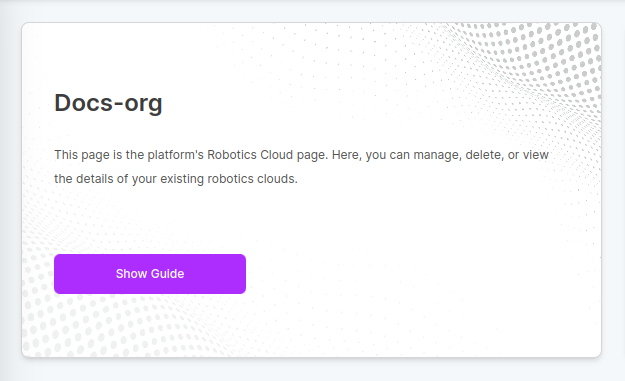 Docs-org
This page is the platform's Robotics Cloud page. Here, you can manage, delete, or view
the details of your existing robotics clouds.
Show Guide